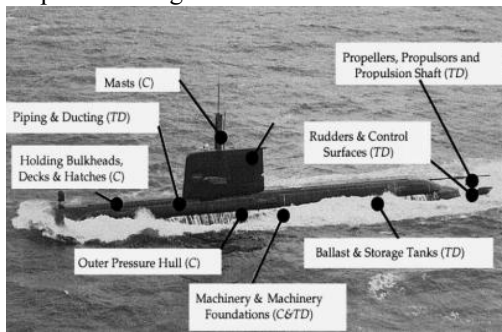 Propellers, Propulsors and
Propulsion Shaft (TD)
Masts (C)
Piping & Ducting (TD)
Rudders & Control
Surfaces (TD)
Holding Bulkheads,
Decks & Hatches (C)
Outer Pressure Hull (C)
Ballast & Storage Tanks (TD)
Machinery & Machinery
Foundations (C&TD)